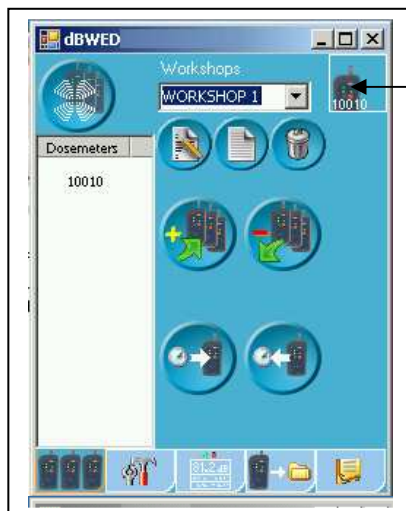 dBWED
Workshops
WORKSHOP 1
10010
Dosemeters
10010
81.2 dB